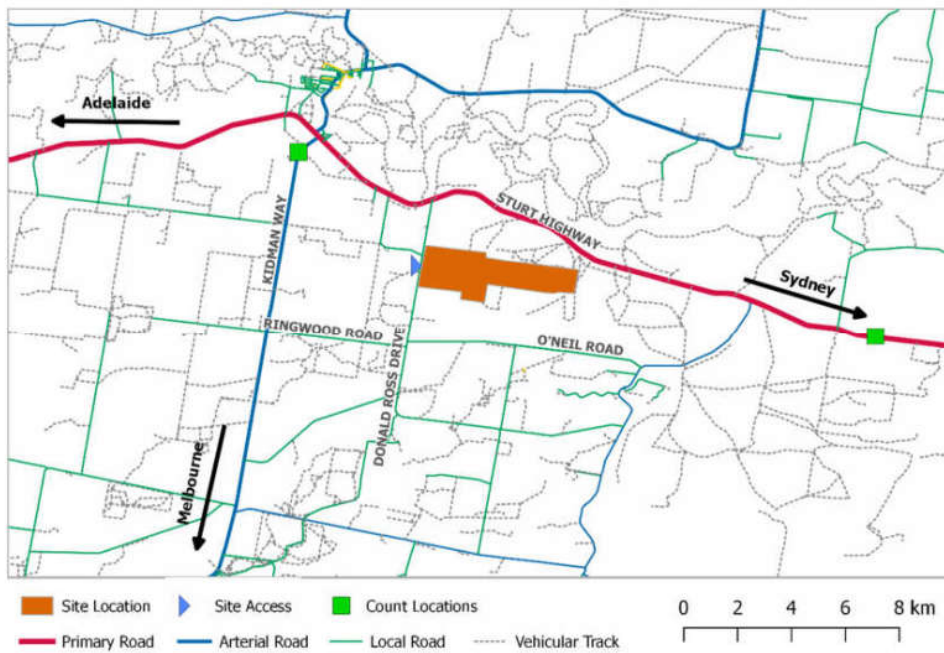 Adelaide
STURT HIGHWAY
KIDMAN WAY
Sydney
RINGWOOD ROAD
O'NEIL ROAD
DONALD ROSS DRIVE
Melbourne
Site Location
Site Access
Count Locations
0 2 4 6 8 km
Primary Road
Arterial Road
Local Road
Vehicular Track